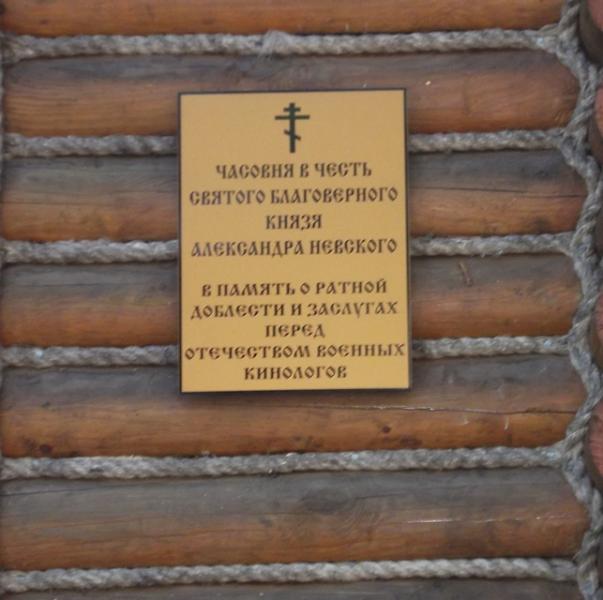 ЧАСОВНЯ В ЧЕСТЬ
СВЯТОГО БЛАГОВЕРНОГО
КНЯЗЯ
АЛЕКСАНДРА НЕВСКОГО
В ПАМЯТЬ О РАТНОЙ
ДОБЛЕСТИ И ЗАСЛУГАХ
ПЕРЕД
ОТЕЧЕСТВОМ ВОЕННЫХ
КИНОЛОГОВ